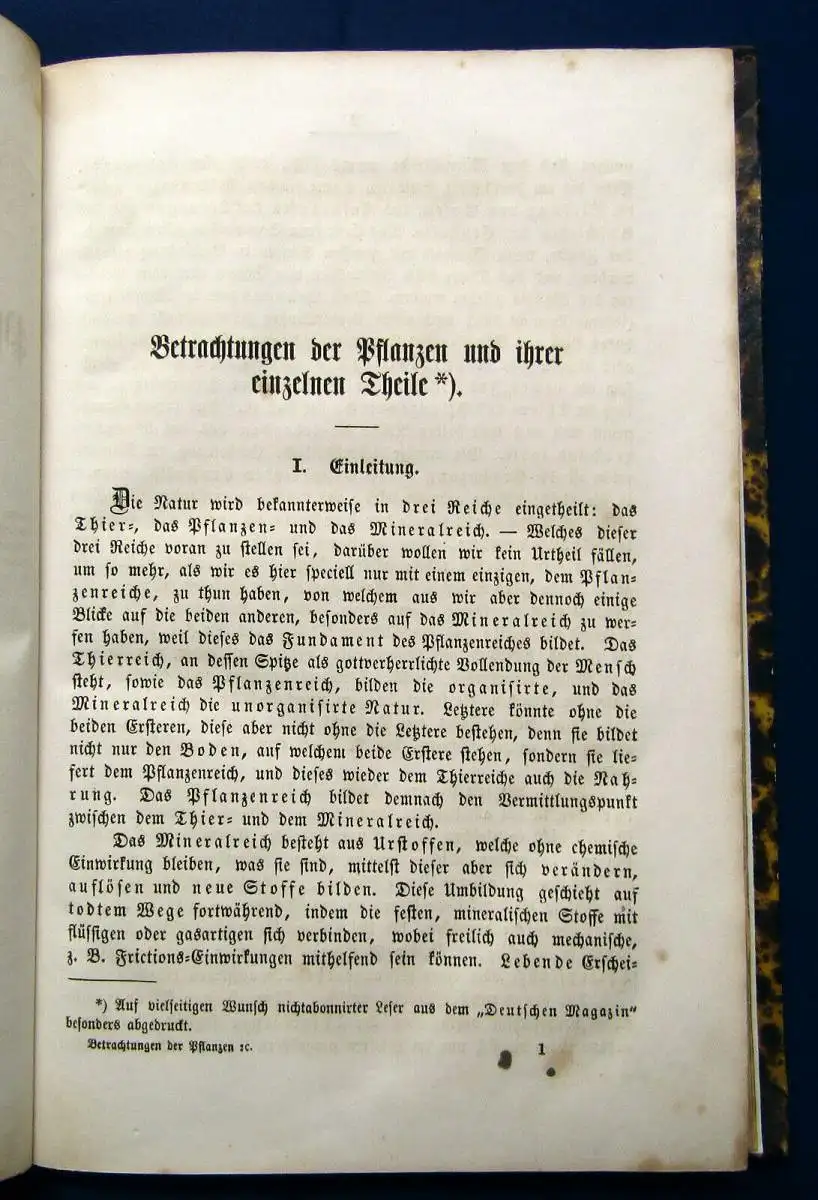 Betrachtungen der Pflanzen und ihrer
einzelnen Theile *).
I. Einleitung.
Die Natur wird bekannterweise in drei Reiche eingetheilt: das
Thier-, das Pflanzen- und das Mineralreich. — Welches dieser
drei Reiche voran zu stellen sei, darüber wollen wir kein Urtheil fällen,
um so mehr, als wir es hier speciell nur mit einem einzigen, dem Pflan-
zenreiche, zu thun haben, von welchem aus wir aber dennoch einige
Blicke auf die beiden anderen, besonders auf das Mineralreich zu wer-
fen haben, weil dieses das Fundament des Pflanzenreiches bildet. Das
Thierreich, an dessen Spitze als gottverherrlichte Vollendung der Mensch
steht, sowie das Pflanzenreich, bilden die organisirte, und das
Mineralreich die unorganisirte Natur. Letztere könnte ohne die
beiden Ersteren, diese aber nicht ohne die Letztere bestehen, denn sie bildet
nicht nur den Boden, auf welchem beide Erstere stehen, sondern sie lie-
fert dem Pflanzenreich, und dieses wieder dem Thierreiche auch die Nah-
rung. Das Pflanzenreich bildet demnach den Vermittlungspunkt
zwischen dem Thier- und dem Mineralreich.
Das Mineralreich besteht aus Urstoffen, welche ohne chemische
Einwirkung bleiben, was sie sind, mittelst dieser aber sich verändern,
auflösen und neue Stoffe bilden. Diese Umbildung geschieht auf
todtem Wege fortwährend, indem die festen, mineralischen Stoffe mit
flüssigen oder gasartigen sich verbinden, wobei freilich auch mechanische,
z. B. Frictions-Einwirkungen mithelfend sein können. Lebende Erschei-
*) Auf vielseitigen Wunsch nichtabonnirter Leser aus dem „Deutschen Magazin“
besonders abgedruckt.
Betrachtungen der Pflanzen ꝛc. 1